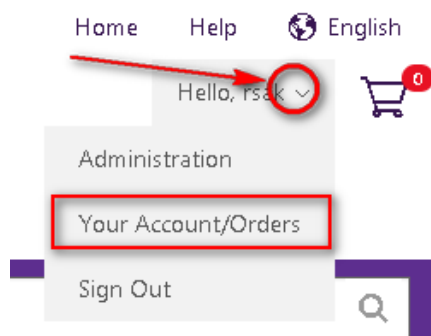 Home Help English
Hello, rsak 0
Administration
Your Account/Orders
Sign Out